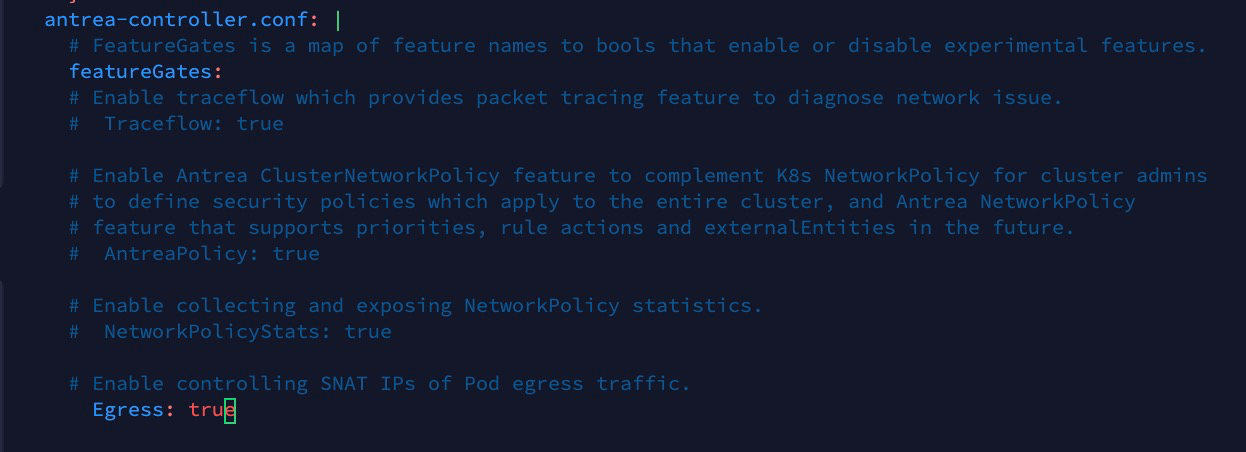 antrea-controller.conf: |
# FeatureGates is a map of feature names to bools that enable or disable experimental features.
featureGates:
# Enable traceflow which provides packet tracing feature to diagnose network issue.
#  Traceflow: true
# Enable Antrea ClusterNetworkPolicy feature to complement K8s NetworkPolicy for cluster admins
# to define security policies which apply to the entire cluster, and Antrea NetworkPolicy
# feature that supports priorities, rule actions and externalEntities in the future.
#  AntreaPolicy: true
# Enable collecting and exposing NetworkPolicy statistics.
#  NetworkPolicyStats: true
# Enable controlling SNAT IPs of Pod egress traffic.
Egress: true